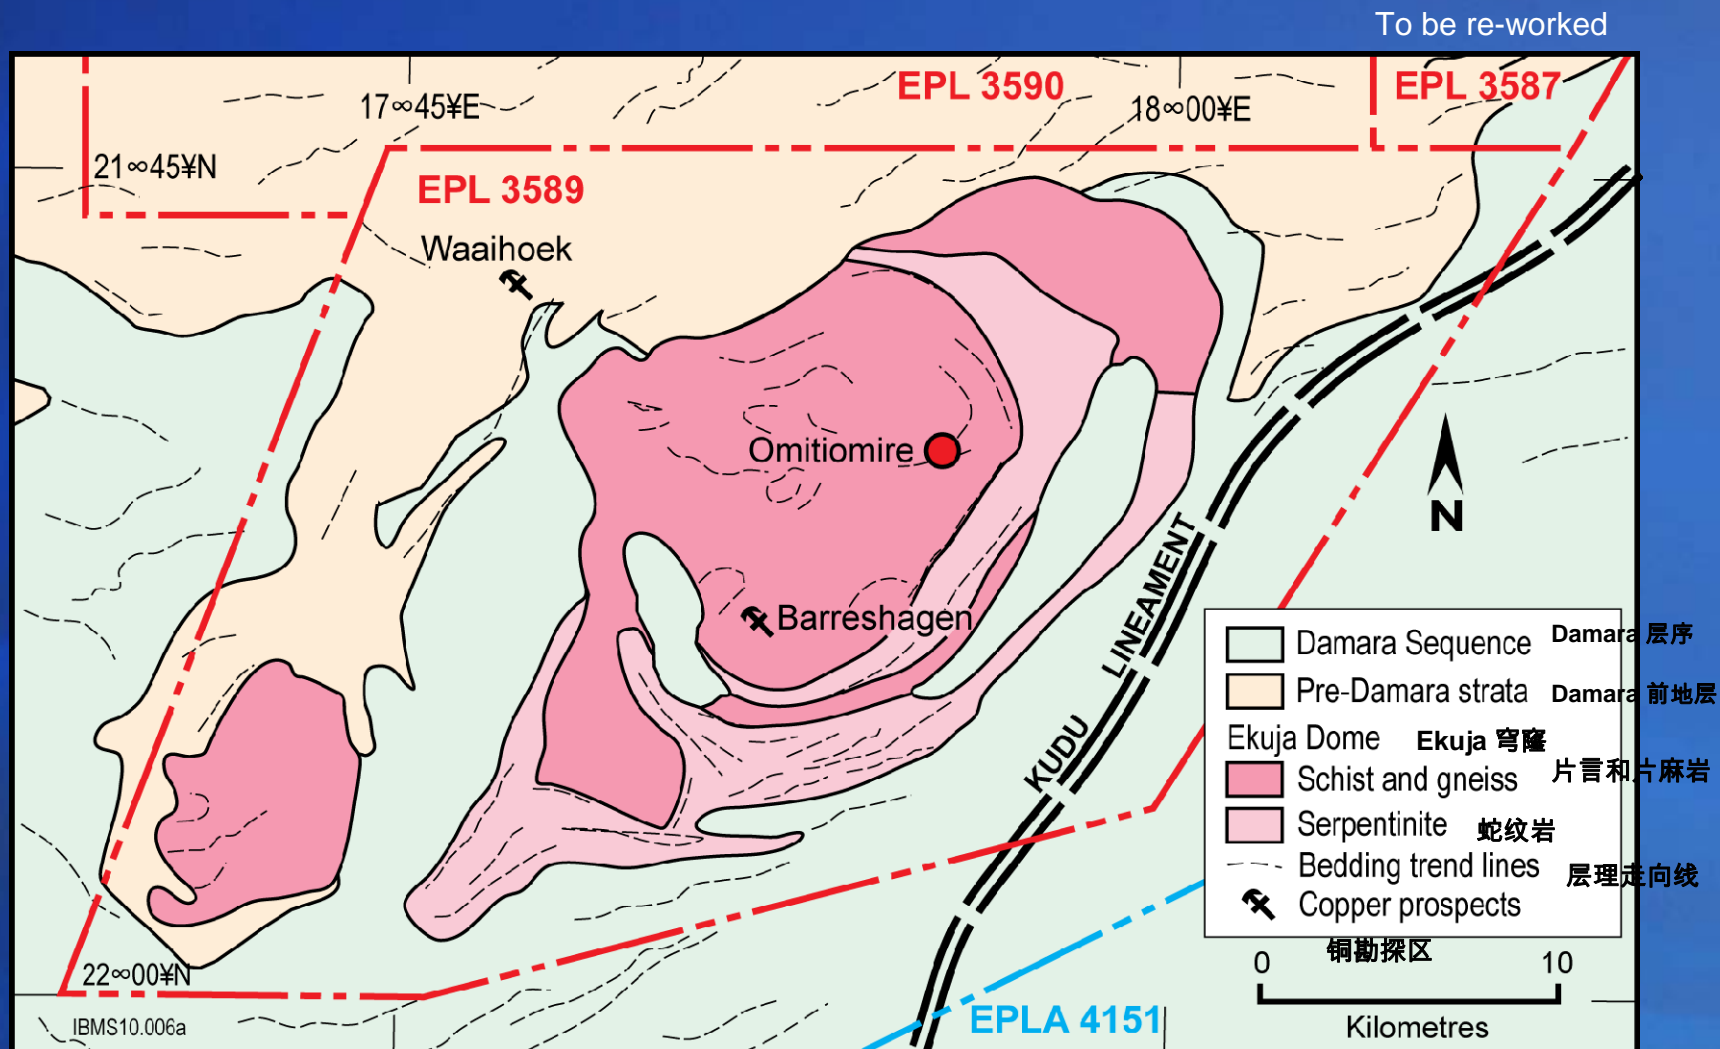 To be re-worked
EPL 3590
EPL 3587
17∞45¥E
18∞00¥E
21∞45¥N
EPL 3589
Waaihoek
Omitiomire
N
LINEAMENT
Barreshagen
KUDU
Damara Sequence Damara 层序
Pre-Damara strata Damara 前地层
Ekuja Dome Ekuja 穹窿
Schist and gneiss 片言和片麻岩
Serpentinite 蛇纹岩
Bedding trend lines 层理走向线
Copper prospects
铜勘探区
0 10
Kilometres
22∞00¥N
IBMS10.006a
EPLA 4151